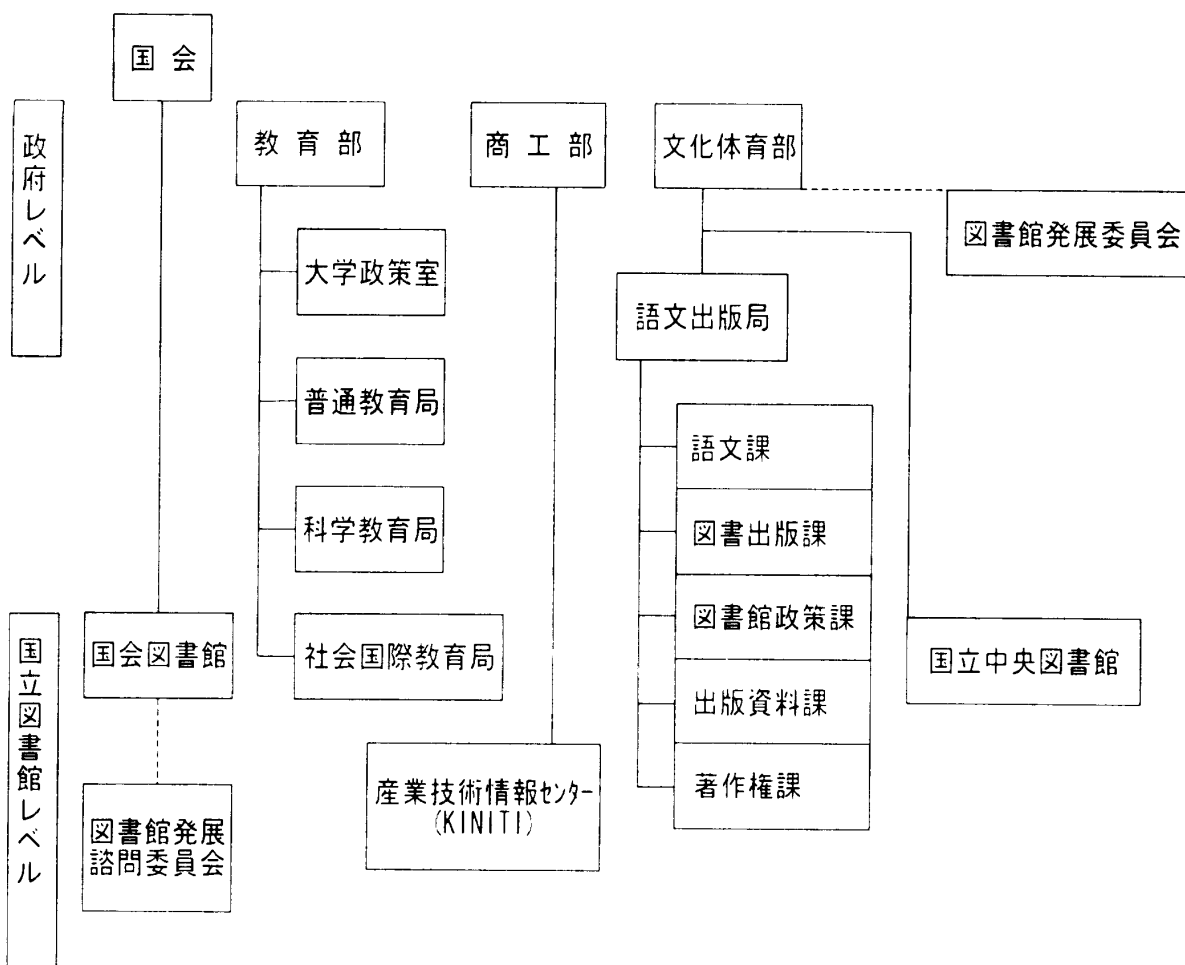 国会
政府レベル
教育部
商工部
文化体育部
図書館発展委員会
大学政策室
語文出版局
普通教育局
語文課
科学教育局
図書出版課
図書館政策課
国立図書館レベル
国会図書館
社会国際教育局
国立中央図書館
出版資料課
産業技術情報センター
(KINITI)
著作権課
図書館発展
諮問委員会